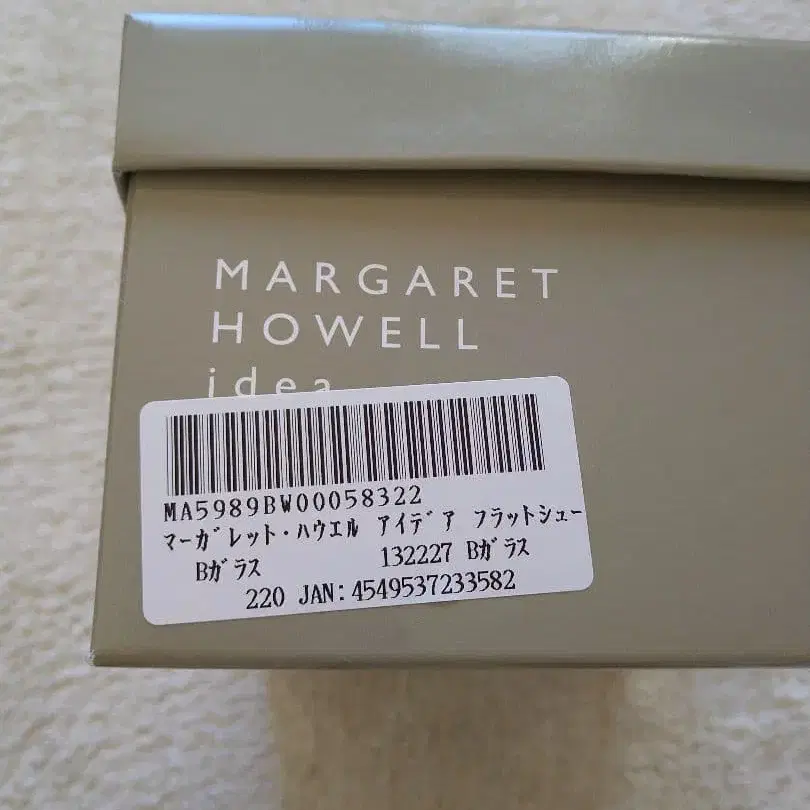 MARGARET
HOWELL
idea
MA5989BW00058322
ﾏｰｶﾞﾚｯﾄ・ﾊｳｴﾙ ｱｲﾃﾞｱ ﾌﾗｯﾄｼｭｰ
Bｶﾞﾗｽ 132227 Bｶﾞﾗｽ
220 JAN:4549537233582